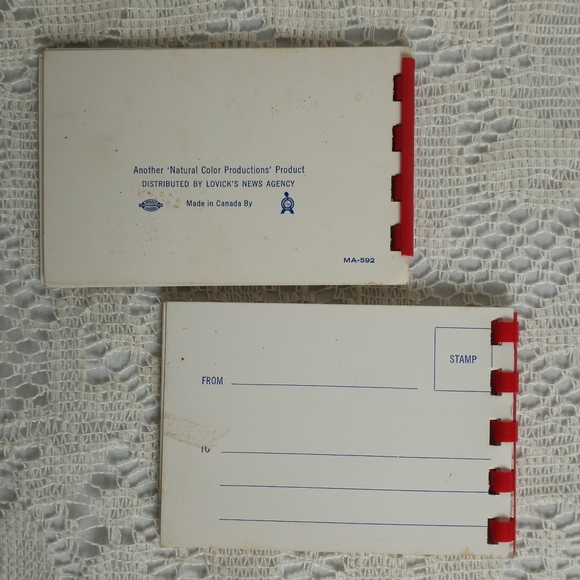 Another 'Natural Color Productions' Product
DISTRIBUTED BY LOVICK'S NEWS AGENCY
Made in Canada By
MA-592
STAMP
FROM
TO